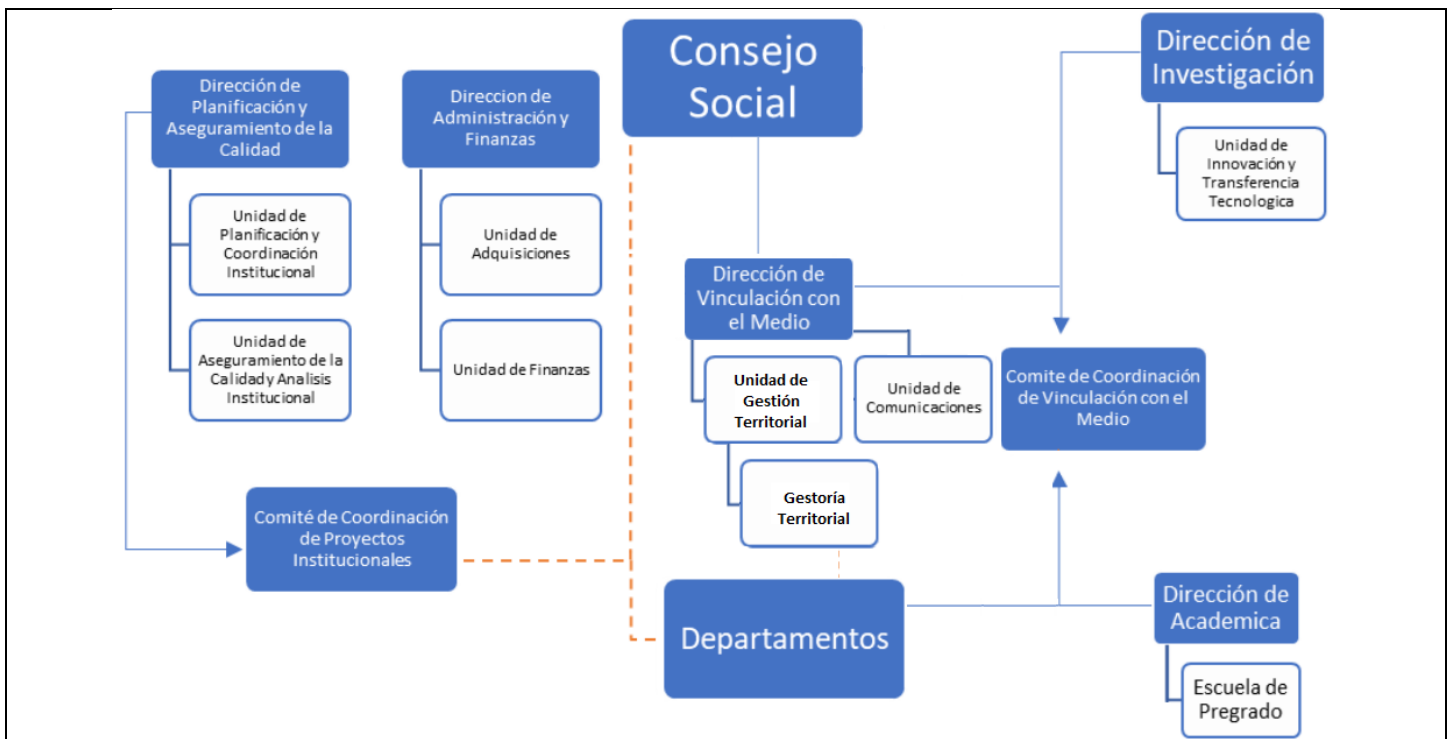 Consejo
Social
Dirección de
Investigación
Dirección de
Planificación y
Aseguramiento de la
Calidad
Direccion de
Administración y
Finanzas
Unidad de
Innovación y
Transferencia
Tecnologica
Unidad de
Planificación y
Coordinación
Institucional
Unidad de
Adquisiciones
Dirección de
Vinculación con
el Medio
Unidad de
Aseguramiento de la
Calidad y Analisis
Institucional
Unidad de Finanzas
Unidad de
Gestión
Territorial
Unidad de
Comunicaciones
Comite de Coordinación
de Vinculación con el
Medio
Gestoría
Territorial
Comité de Coordinación
de Proyectos
Institucionales
Departamentos
Dirección de
Academica
Escuela de
Pregrado